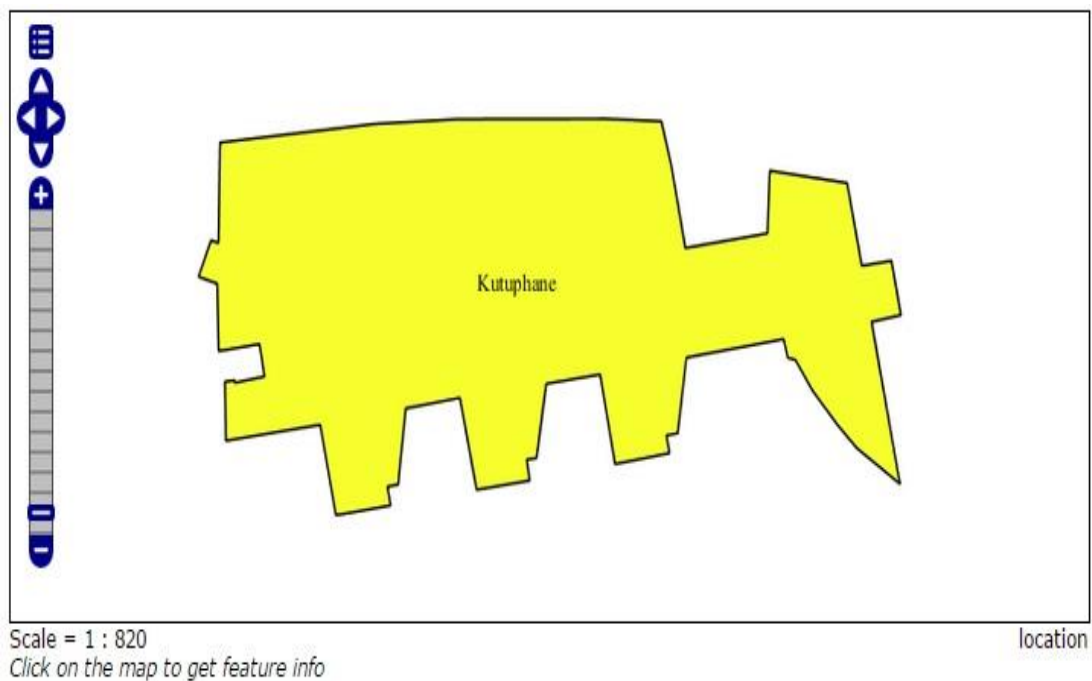 Kutuphane
Scale = 1 : 820
location
Click on the map to get feature info